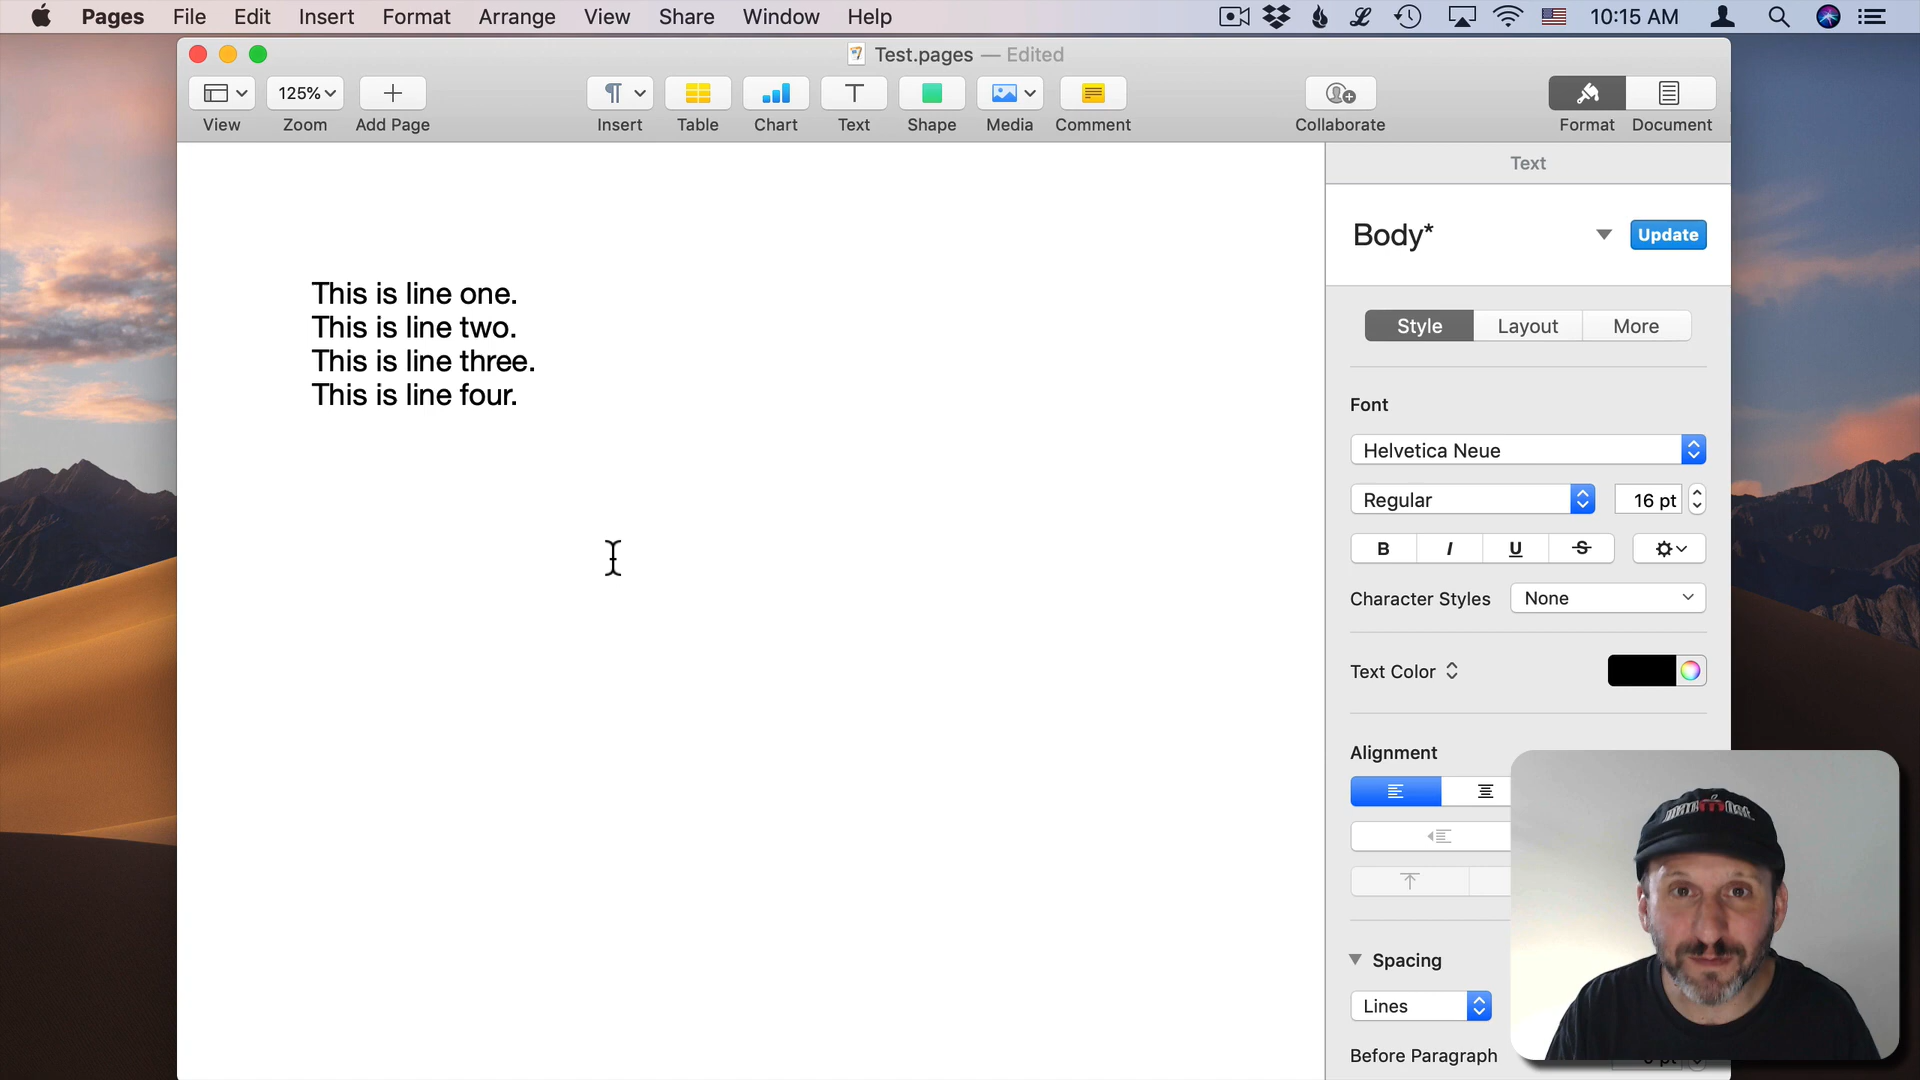 Pages File Edit Insert Format Arrange View Share Window Help 10:15 AM
Test.pages — Edited
125%
View Zoom Add Page Insert Table Chart Text Shape Media Comment Collaborate Format Document
Text
Body* Update
Style Layout More
This is line one.
This is line two.
This is line three.
This is line four.
Font
Helvetica Neue
Regular 16 pt
B I U S
Character Styles None
Text Color
Alignment
Spacing
Lines
Before Paragraph